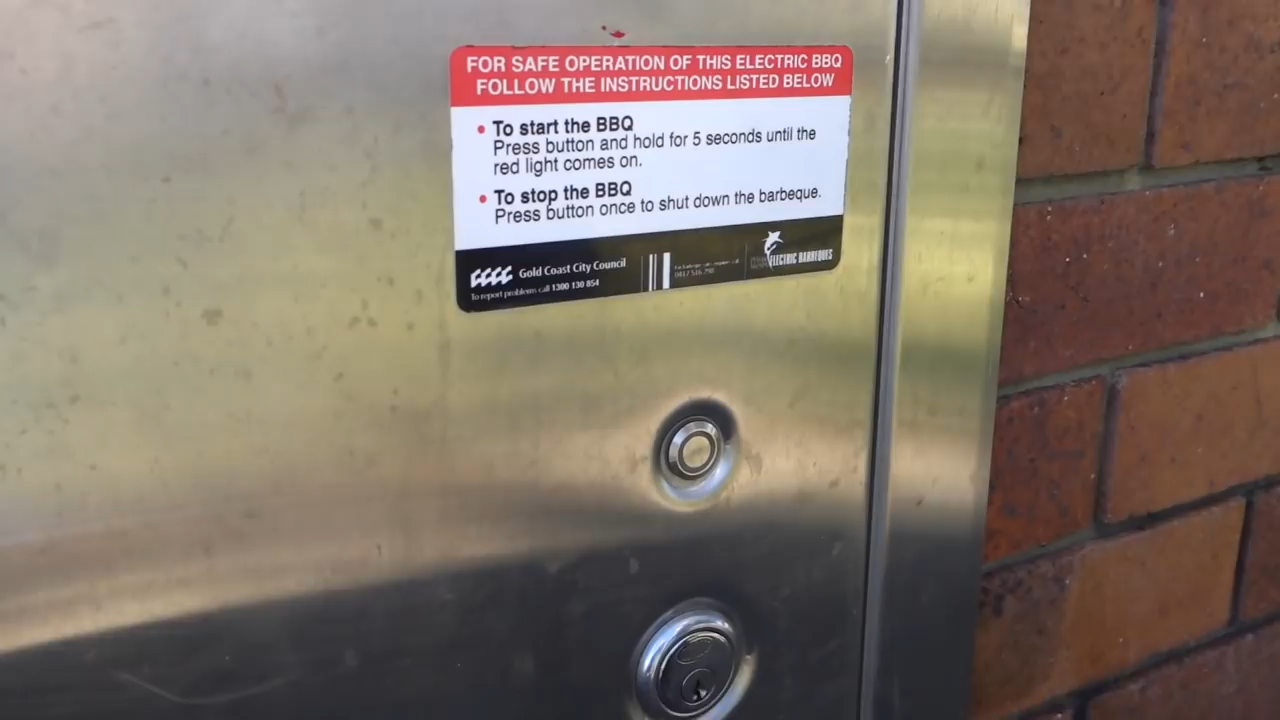 FOR SAFE OPERATION OF THIS ELECTRIC BBQ
FOLLOW THE INSTRUCTIONS LISTED BELOW
• To start the BBQ
Press button and hold for 5 seconds until the
red light comes on.
• To stop the BBQ
Press button once to shut down the barbeque.
Gold Coast City Council
To report problems call 1300 130 854
ELECTRIC BARBEQUES